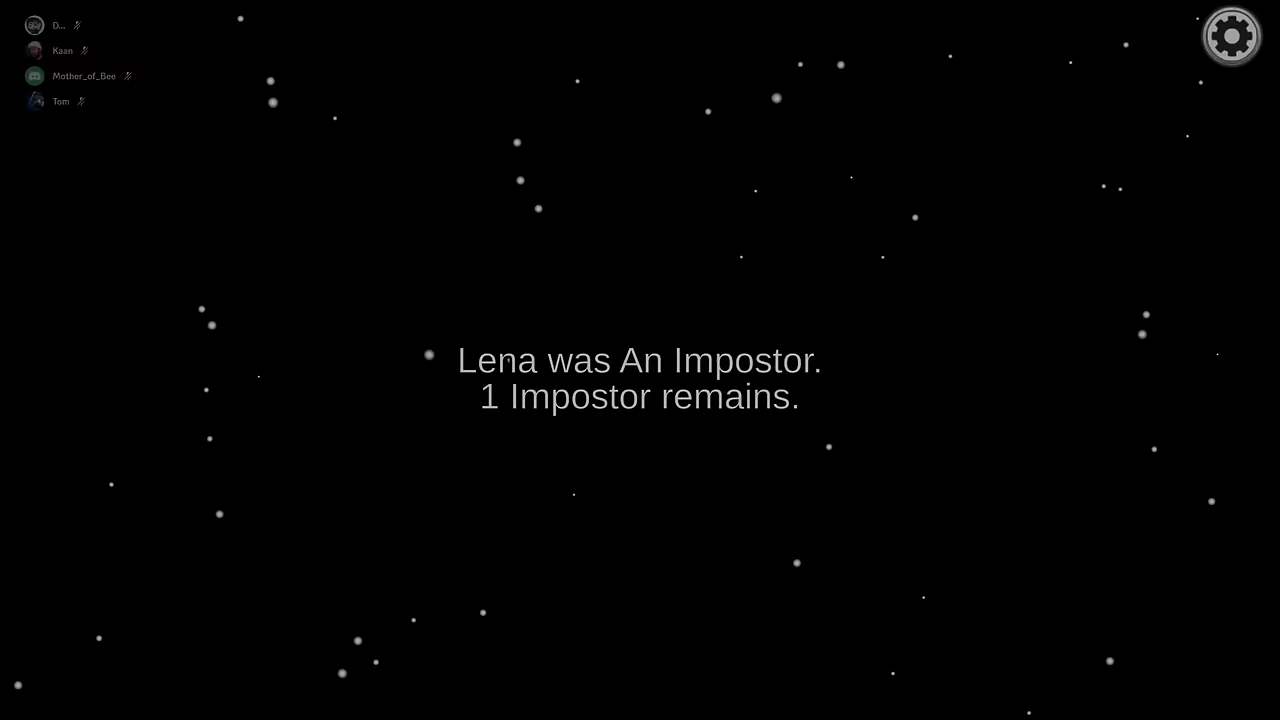 D...
Kaan
Mother_of_Bee
Tom
Lena was An Impostor.
1 Impostor remains.